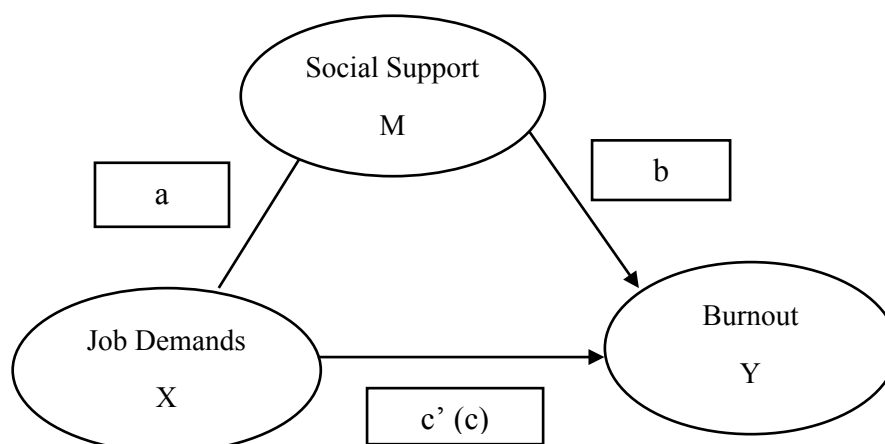 Social Support
M
a
b
Job Demands
X
Burnout
Y
c’ (c)